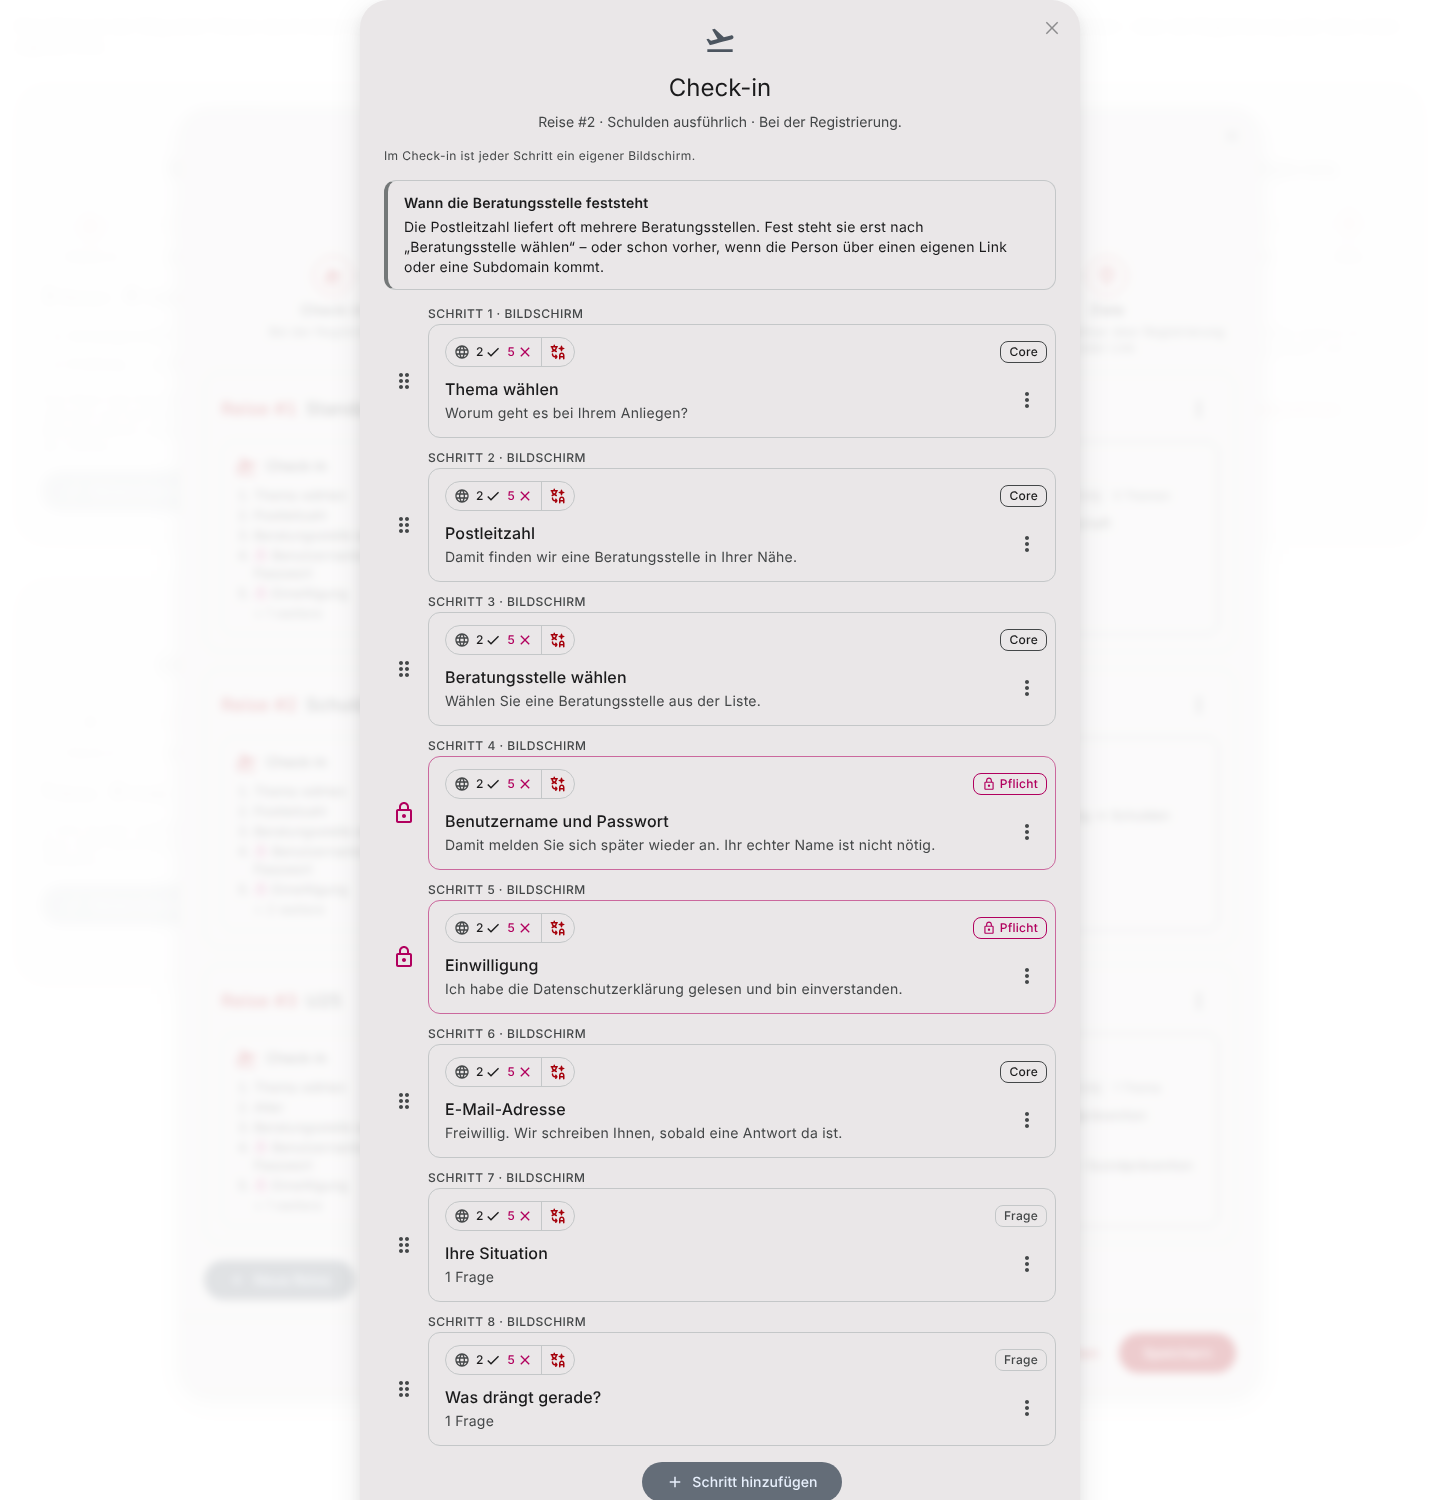 Check-in
Reise #2 · Schulden ausführlich · Bei der Registrierung.
Im Check-in ist jeder Schritt ein eigener Bildschirm.
Wann die Beratungsstelle feststeht
Die Postleitzahl liefert oft mehrere Beratungsstellen. Fest steht sie erst nach
„Beratungsstelle wählen“ – oder schon vorher, wenn die Person über einen eigenen Link
oder eine Subdomain kommt.
SCHRITT 1 · BILDSCHIRM
2 5 Core
Thema wählen
Worum geht es bei Ihrem Anliegen?
SCHRITT 2 · BILDSCHIRM
2 5 Core
Postleitzahl
Damit finden wir eine Beratungsstelle in Ihrer Nähe.
SCHRITT 3 · BILDSCHIRM
2 5 Core
Beratungsstelle wählen
Wählen Sie eine Beratungsstelle aus der Liste.
SCHRITT 4 · BILDSCHIRM
2 5 Pflicht
Benutzername und Passwort
Damit melden Sie sich später wieder an. Ihr echter Name ist nicht nötig.
SCHRITT 5 · BILDSCHIRM
2 5 Pflicht
Einwilligung
Ich habe die Datenschutzerklärung gelesen und bin einverstanden.
SCHRITT 6 · BILDSCHIRM
2 5 Core
E-Mail-Adresse
Freiwillig. Wir schreiben Ihnen, sobald eine Antwort da ist.
SCHRITT 7 · BILDSCHIRM
2 5 Frage
Ihre Situation
1 Frage
SCHRITT 8 · BILDSCHIRM
2 5 Frage
Was drängt gerade?
1 Frage
Schritt hinzufügen